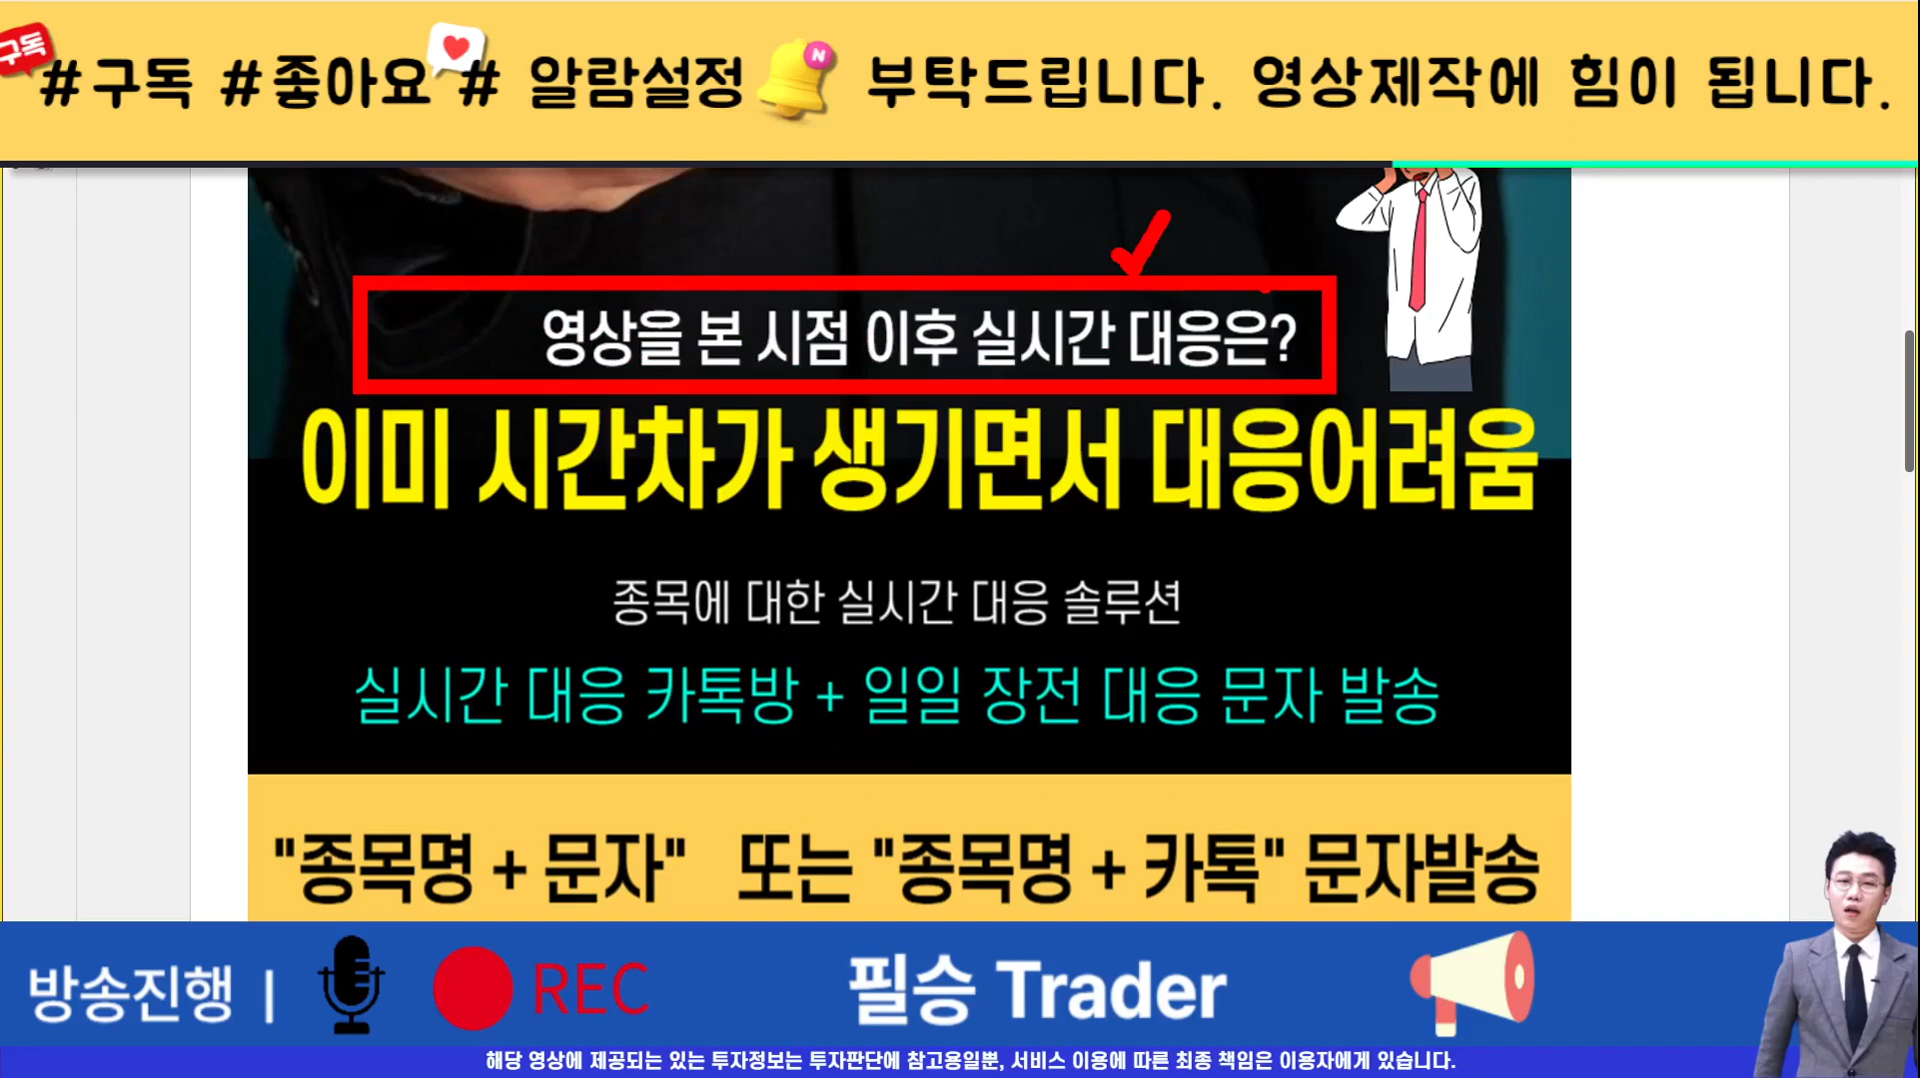 구독
#구독 #좋아요 # 알람설정 N 부탁드립니다. 영상제작에 힘이 됩니다.
영상을 본 시점 이후 실시간 대응은?
이미 시간차가 생기면서 대응어려움
종목에 대한 실시간 대응 솔루션
실시간 대응 카톡방 + 일일 장전 대응 문자 발송
"종목명 + 문자" 또는 "종목명 + 카톡" 문자발송
방송진행 | REC 필승 Trader
해당 영상에 제공되는 있는 투자정보는 투자판단에 참고용일뿐, 서비스 이용에 따른 최종 책임은 이용자에게 있습니다.